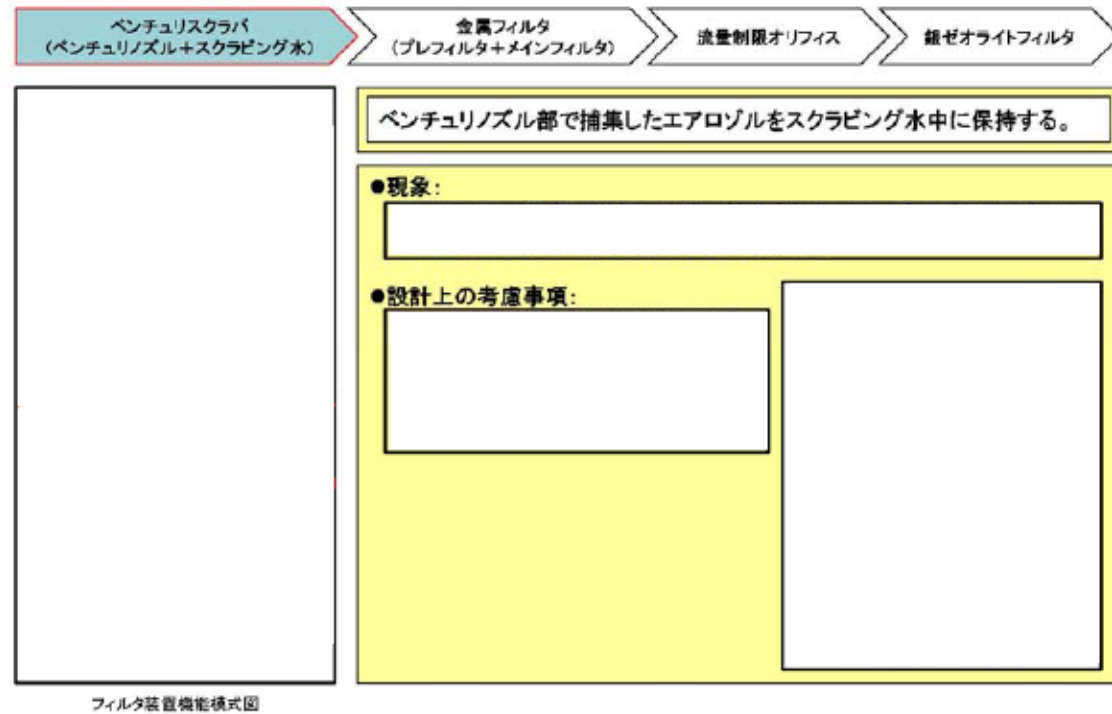 ベンチュリスクラバ
(ベンチュリノズル+スクラビング水)
金属フィルタ
(プレフィルタ+メインフィルタ)
流量制限オリフィス
銀ゼオライトフィルタ
ベンチュリノズル部で捕集したエアロゾルをスクラビング水中に保持する。
●現象:
●設計上の考慮事項:
フィルタ装置機能模式図